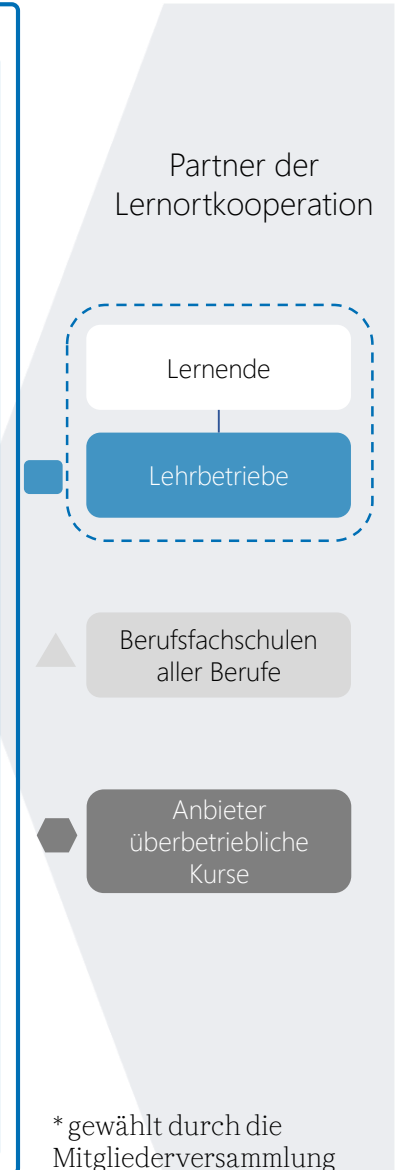 Partner der
Lernortkooperation
Lernende
Lehrbetriebe
Berufsfachschulen
aller Berufe
Anbieter
überbetriebliche
Kurse
* gewählt durch die
Mitgliederversammlung